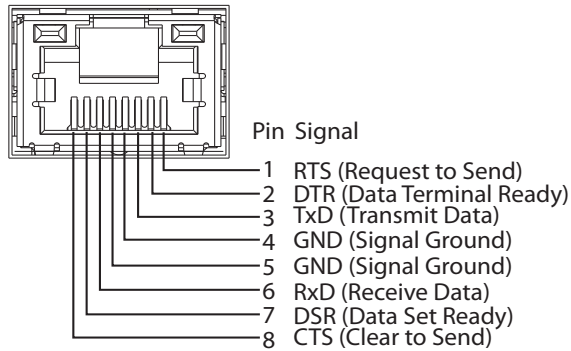 Pin Signal
1 RTS (Request to Send)
2 DTR (Data Terminal Ready)
3 TxD (Transmit Data)
4 GND (Signal Ground)
5 GND (Signal Ground)
6 RxD (Receive Data)
7 DSR (Data Set Ready)
8 CTS (Clear to Send)